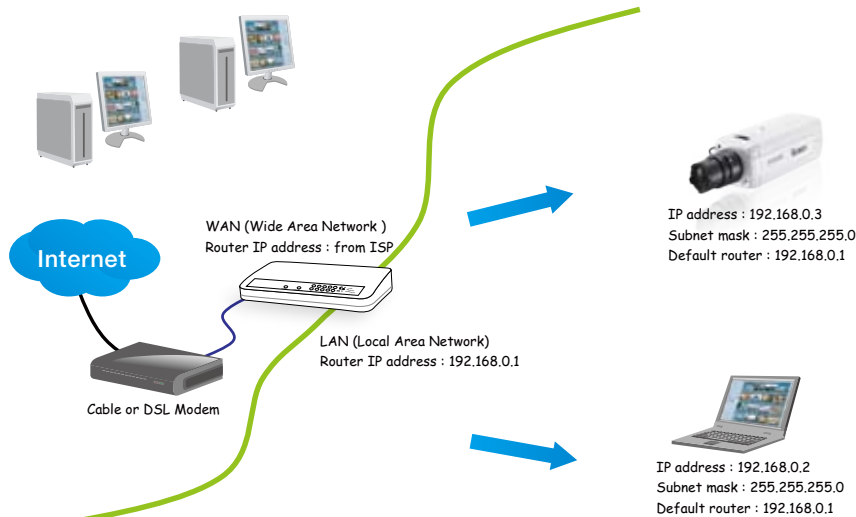 WAN (Wide Area Network )
Router IP address : from ISP
Internet
LAN (Local Area Network)
Router IP address : 192.168.0.1
Cable or DSL Modem
IP address : 192.168.0.3
Subnet mask : 255.255.255.0
Default router : 192.168.0.1
IP address : 192.168.0.2
Subnet mask : 255.255.255.0
Default router : 192.168.0.1